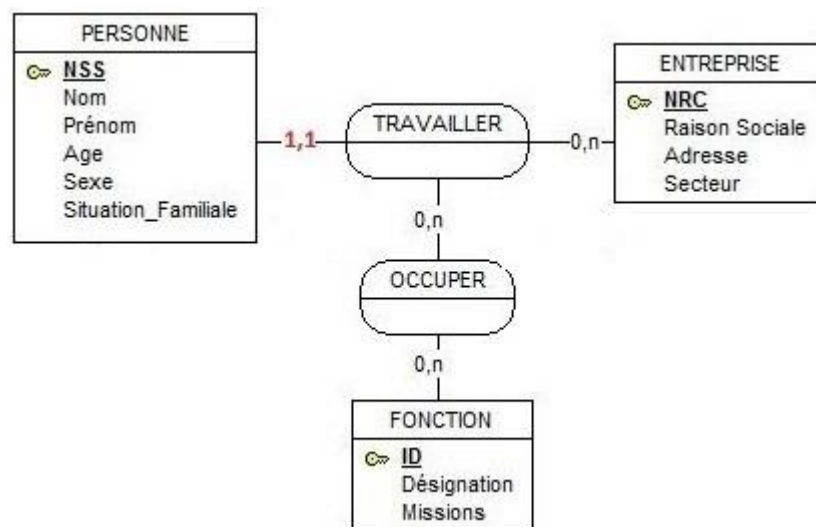 PERSONNE
NSS
Nom
Prénom
Age
Sexe
Situation_Familiale
1,1
TRAVAILLER
0,n
ENTREPRISE
NRC
Raison Sociale
Adresse
Secteur
0,n
OCCUPER
0,n
FONCTION
ID
Désignation
Missions